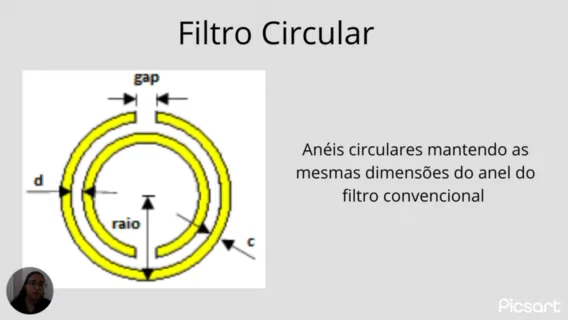 Filtro Circular
gap
d
raio
c
Anéis circulares mantendo as
mesmas dimensões do anel do
filtro convencional
Picsart